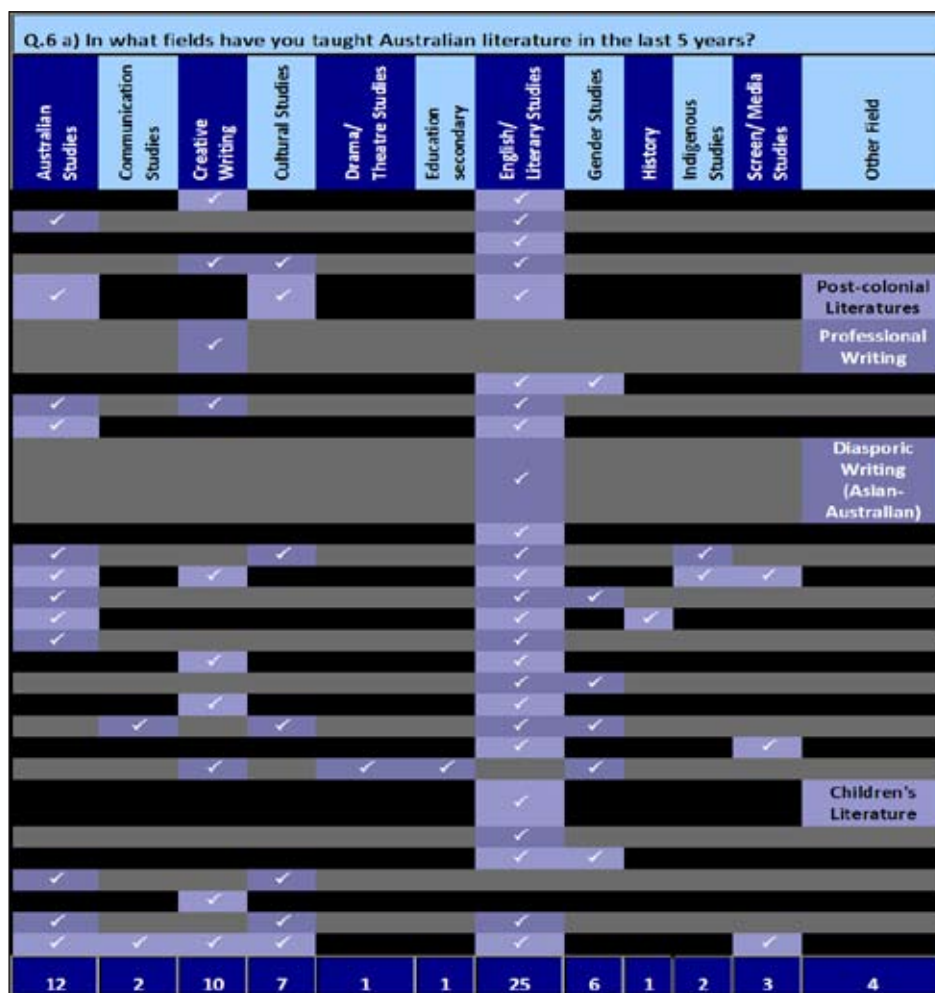 Q.6 a) In what fields have you taught Australian literature in the last 5 years?
Australian
Studies
Communication
Studies
Creative
Writing
Cultural Studies
Drama/
Theatre Studies
Education
secondary
English/
Literary Studies
Gender Studies
History
Indigenous
Studies
Screen/ Media
Studies
Other Field
✓ ✓
✓ ✓
✓
✓ ✓ ✓
✓ ✓ ✓ Post-colonial
Literatures
✓ Professional
Writing
✓ ✓
✓ ✓ ✓
✓ ✓
✓ Diasporic
Writing
(Asian-
Australian)
✓
✓ ✓ ✓ ✓
✓ ✓ ✓ ✓ ✓
✓ ✓ ✓
✓ ✓ ✓
✓ ✓
✓ ✓
✓ ✓
✓ ✓
✓ ✓ ✓ ✓
✓ ✓
✓ ✓ ✓ ✓
✓ Children's
Literature
✓
✓ ✓
✓ ✓
✓
✓ ✓ ✓
✓ ✓ ✓ ✓ ✓ ✓
12 2 10 7 1 1 25 6 1 2 3 4